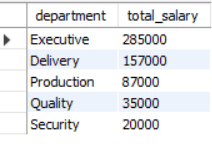 department total_salary
Executive 285000
Delivery 157000
Production 87000
Quality 35000
Security 20000